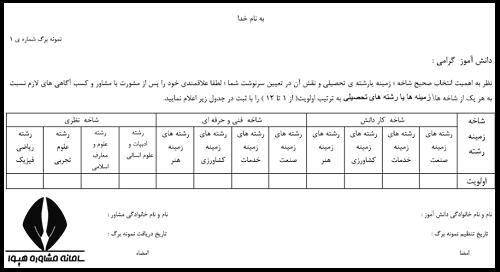 به نام خدا
نمونه برگ شماره ی ۱
دانش آموز گرامی :
نظر به اهمیت انتخاب صحیح شاخه ؛ زمینه یارشته ی تحصیلی و نقش آن در تعیین سرنوشت شما ؛ لطفا علاقمندی خود را پس از مشورت با مشاور و کسب آگاهی های لازم نسبت
به هر یک از شاخه ها؛ زمینه ها یا رشته های تحصیلی به ترتیب اولویت( از ۱ تا ۱۲ ) را با ثبت در جدول زیر اعلام نمایید.
شاخه زمینه رشته
شاخه کار دانش
شاخه فنی و حرفه ای
شاخه نظری
رشته های زمینه صنعت
رشته های زمینه خدمات
رشته های زمینه کشاورزی
رشته های زمینه هنر
رشته های زمینه صنعت
رشته های زمینه خدمات
رشته های زمینه کشاورزی
رشته های زمینه هنر
رشته ادبیات و علوم انسانی
رشته علوم و معارف اسلامی
رشته علوم تجربی
رشته ریاضی فیزیک
اولویت
نام و نام خانوادگی دانش آموز :
نام و نام خانوادگی مشاور :
تاریخ تنظیم نمونه برگ :
تاریخ دریافت نمونه برگ :
امضا
امضاء
سامانه مشاوره هیوا